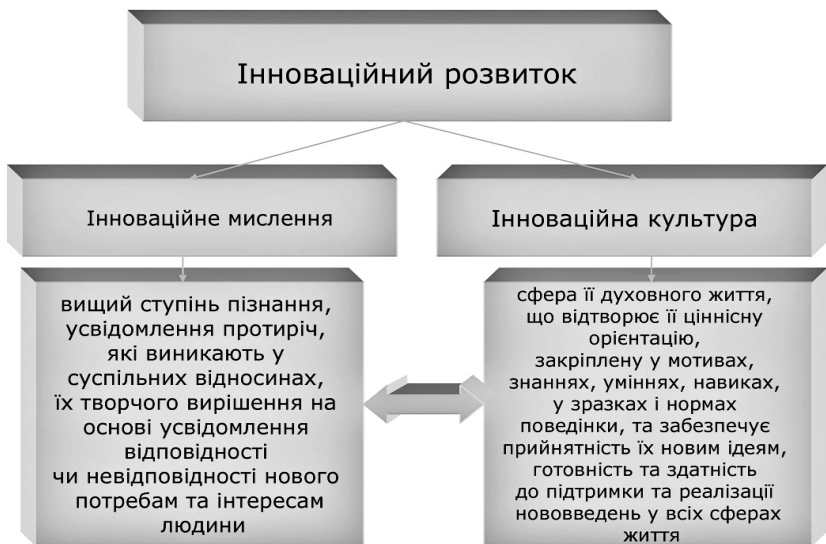 Інноваційний розвиток
Інноваційне мислення
Інноваційна культура
вищий ступінь пізнання,
усвідомлення протиріч,
які виникають у
суспільних відносинах,
їх творчого вирішення на
основі усвідомлення
відповідності
чи невідповідності нового
потребам та інтересам
людини
сфера її духовного життя,
що відтворює її ціннісну
орієнтацію,
закріплену у мотивах,
знаннях, уміннях, навиках,
у зразках і нормах
поведінки, та забезпечує
прийнятність їх новим ідеям,
готовність та здатність
до підтримки та реалізації
нововведень у всіх сферах
життя